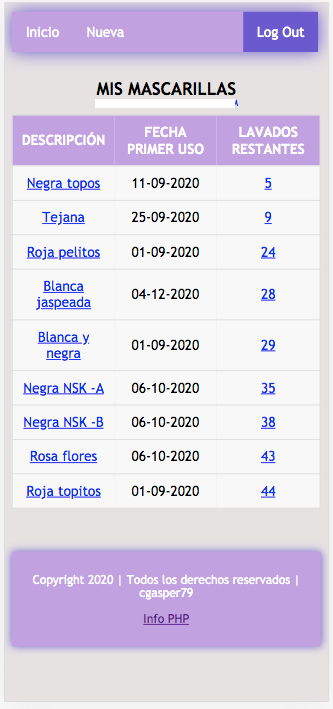 Inicio Nueva Log Out
MIS MASCARILLAS
DESCRIPCIÓN FECHA PRIMER USO LAVADOS RESTANTES
Negra topos 11-09-2020 5
Tejana 25-09-2020 9
Roja pelitos 01-09-2020 24
Blanca jaspeada 04-12-2020 28
Blanca y negra 01-09-2020 29
Negra NSK -A 06-10-2020 35
Negra NSK -B 06-10-2020 38
Rosa flores 06-10-2020 43
Roja topitos 01-09-2020 44
Copyright 2020 | Todos los derechos reservados |
cgasper79
Info PHP